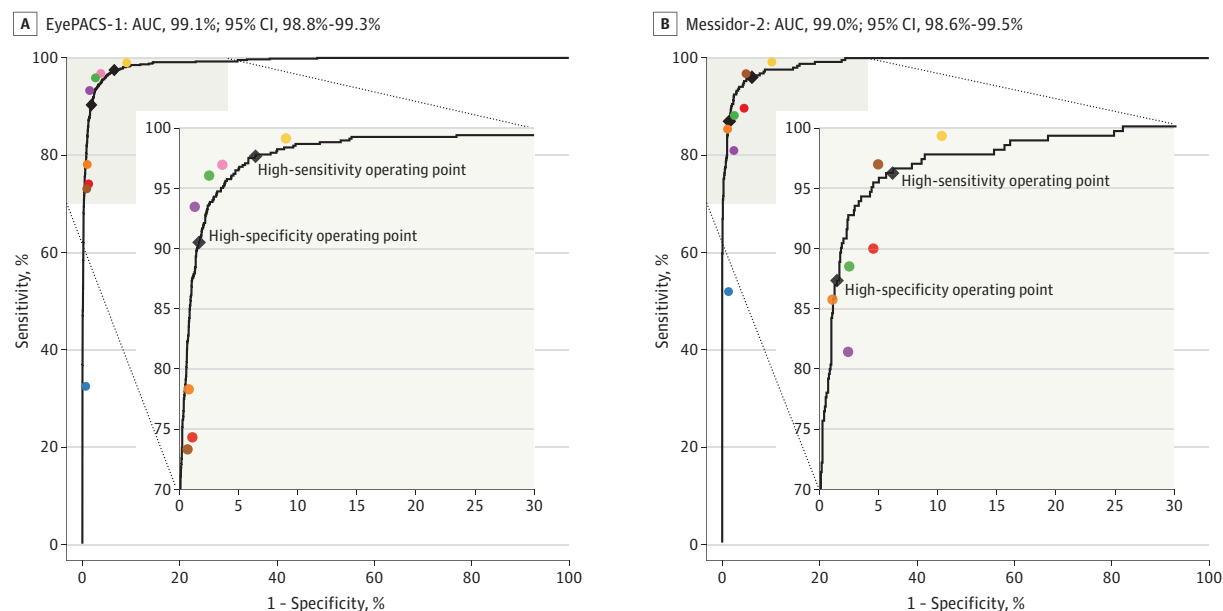 A EyePACS-1: AUC, 99.1%; 95% CI, 98.8%-99.3%
100
80
60
40
20
0
Sensitivity, %
0 20 40 60 80 100
1 - Specificity, %
100
95
90
85
80
75
70
0 5 10 15 20 25 30
High-sensitivity operating point
High-specificity operating point
B Messidor-2: AUC, 99.0%; 95% CI, 98.6%-99.5%
100
80
60
40
20
0
Sensitivity, %
0 20 40 60 80 100
1 - Specificity, %
100
95
90
85
80
75
70
0 5 10 15 20 25 30
High-sensitivity operating point
High-specificity operating point